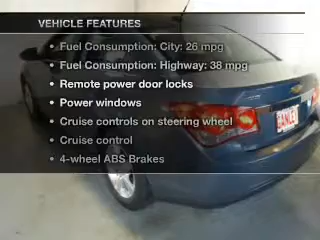 VEHICLE FEATURES
• Fuel Consumption: City: 26 mpg
• Fuel Consumption: Highway: 38 mpg
• Remote power door locks
• Power windows
• Cruise controls on steering wheel
• Cruise control
• 4-wheel ABS Brakes
GANLEY